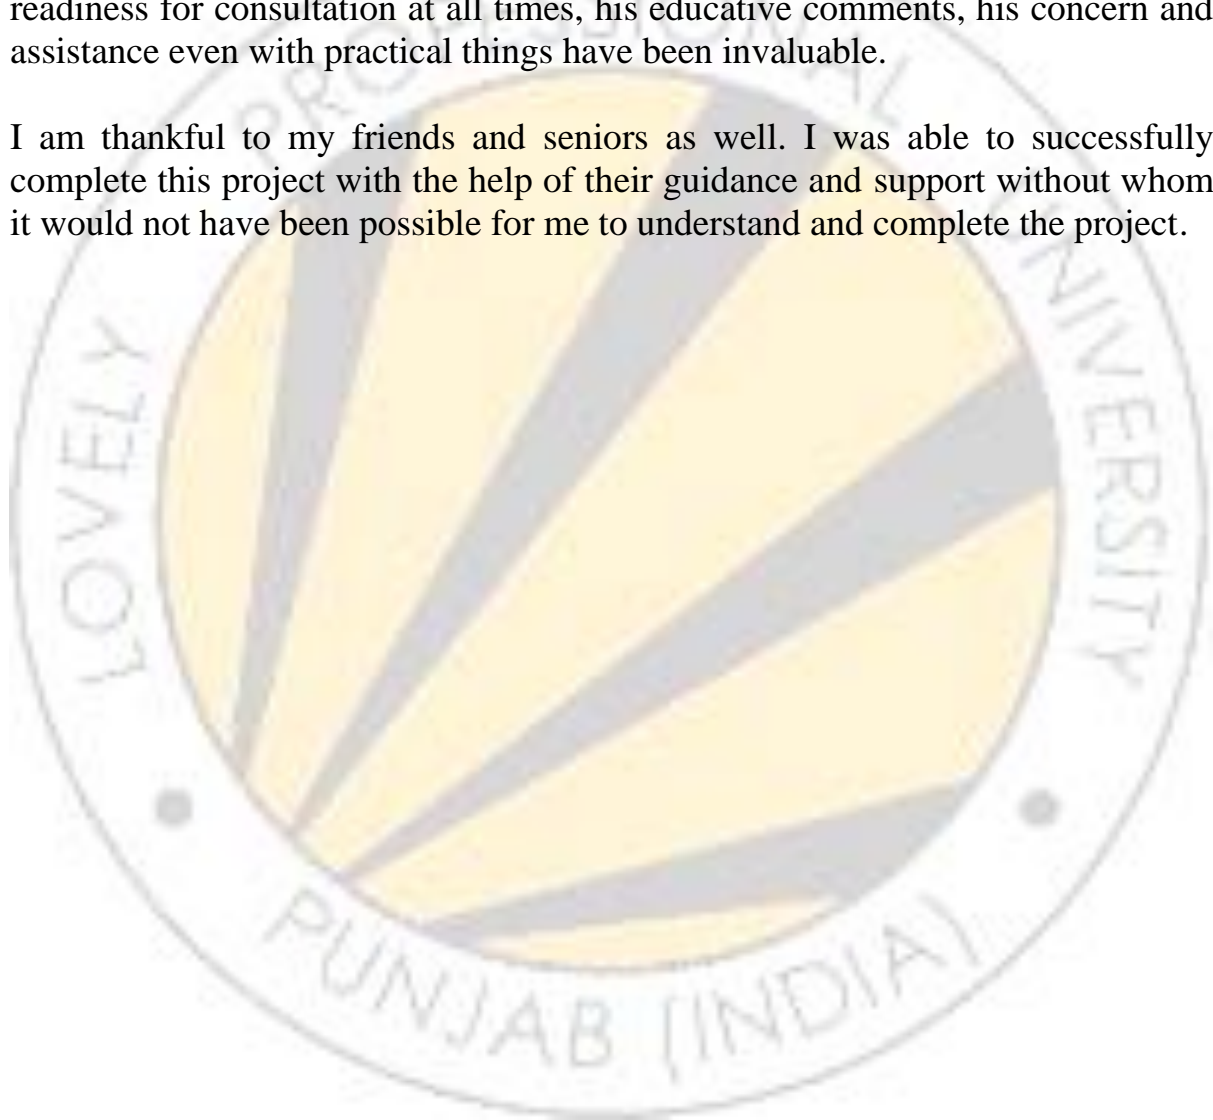 readiness for consultation at all times, his educative comments, his concern and
assistance even with practical things have been invaluable.
I am thankful to my friends and seniors as well. I was able to successfully
complete this project with the help of their guidance and support without whom
it would not have been possible for me to understand and complete the project.
LOVELY PROFESSIONAL UNIVERSITY
PUNJAB (INDIA)